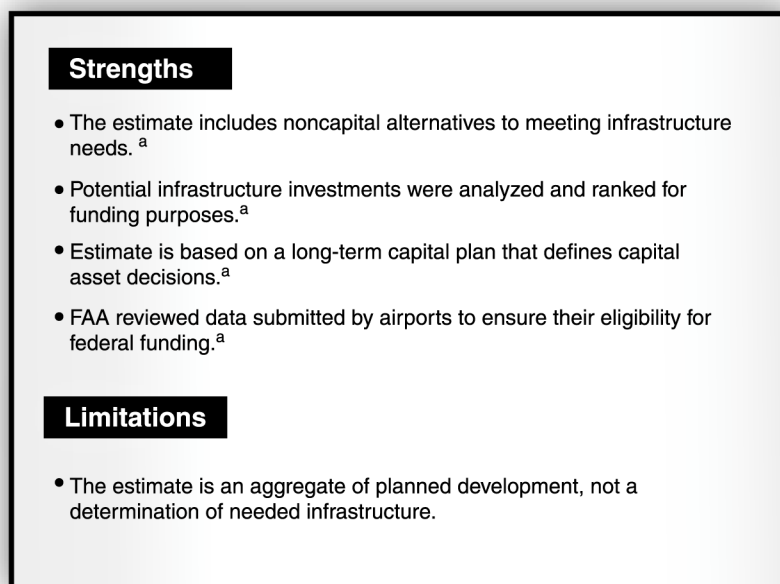 Strengths
• The estimate includes noncapital alternatives to meeting infrastructure
needs. a
• Potential infrastructure investments were analyzed and ranked for
funding purposes.a
• Estimate is based on a long-term capital plan that defines capital
asset decisions.a
• FAA reviewed data submitted by airports to ensure their eligibility for
federal funding.a
Limitations
• The estimate is an aggregate of planned development, not a
determination of needed infrastructure.